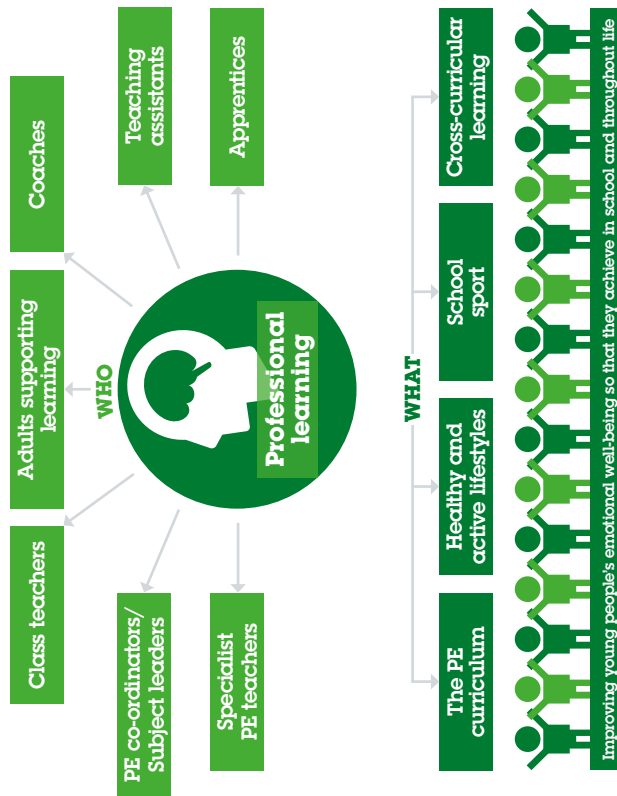 Class teachers
Adults supporting
learning
Coaches
PE co-ordinators/
Subject leaders
WHO
Teaching
assistants
Specialist
PE teachers
Professional
learning
Apprentices
WHAT
The PE
curriculum
Healthy and
active lifestyles
School
sport
Cross-curricular
learning
Improving young people's emotional well-being so that they achieve in school and throughout life